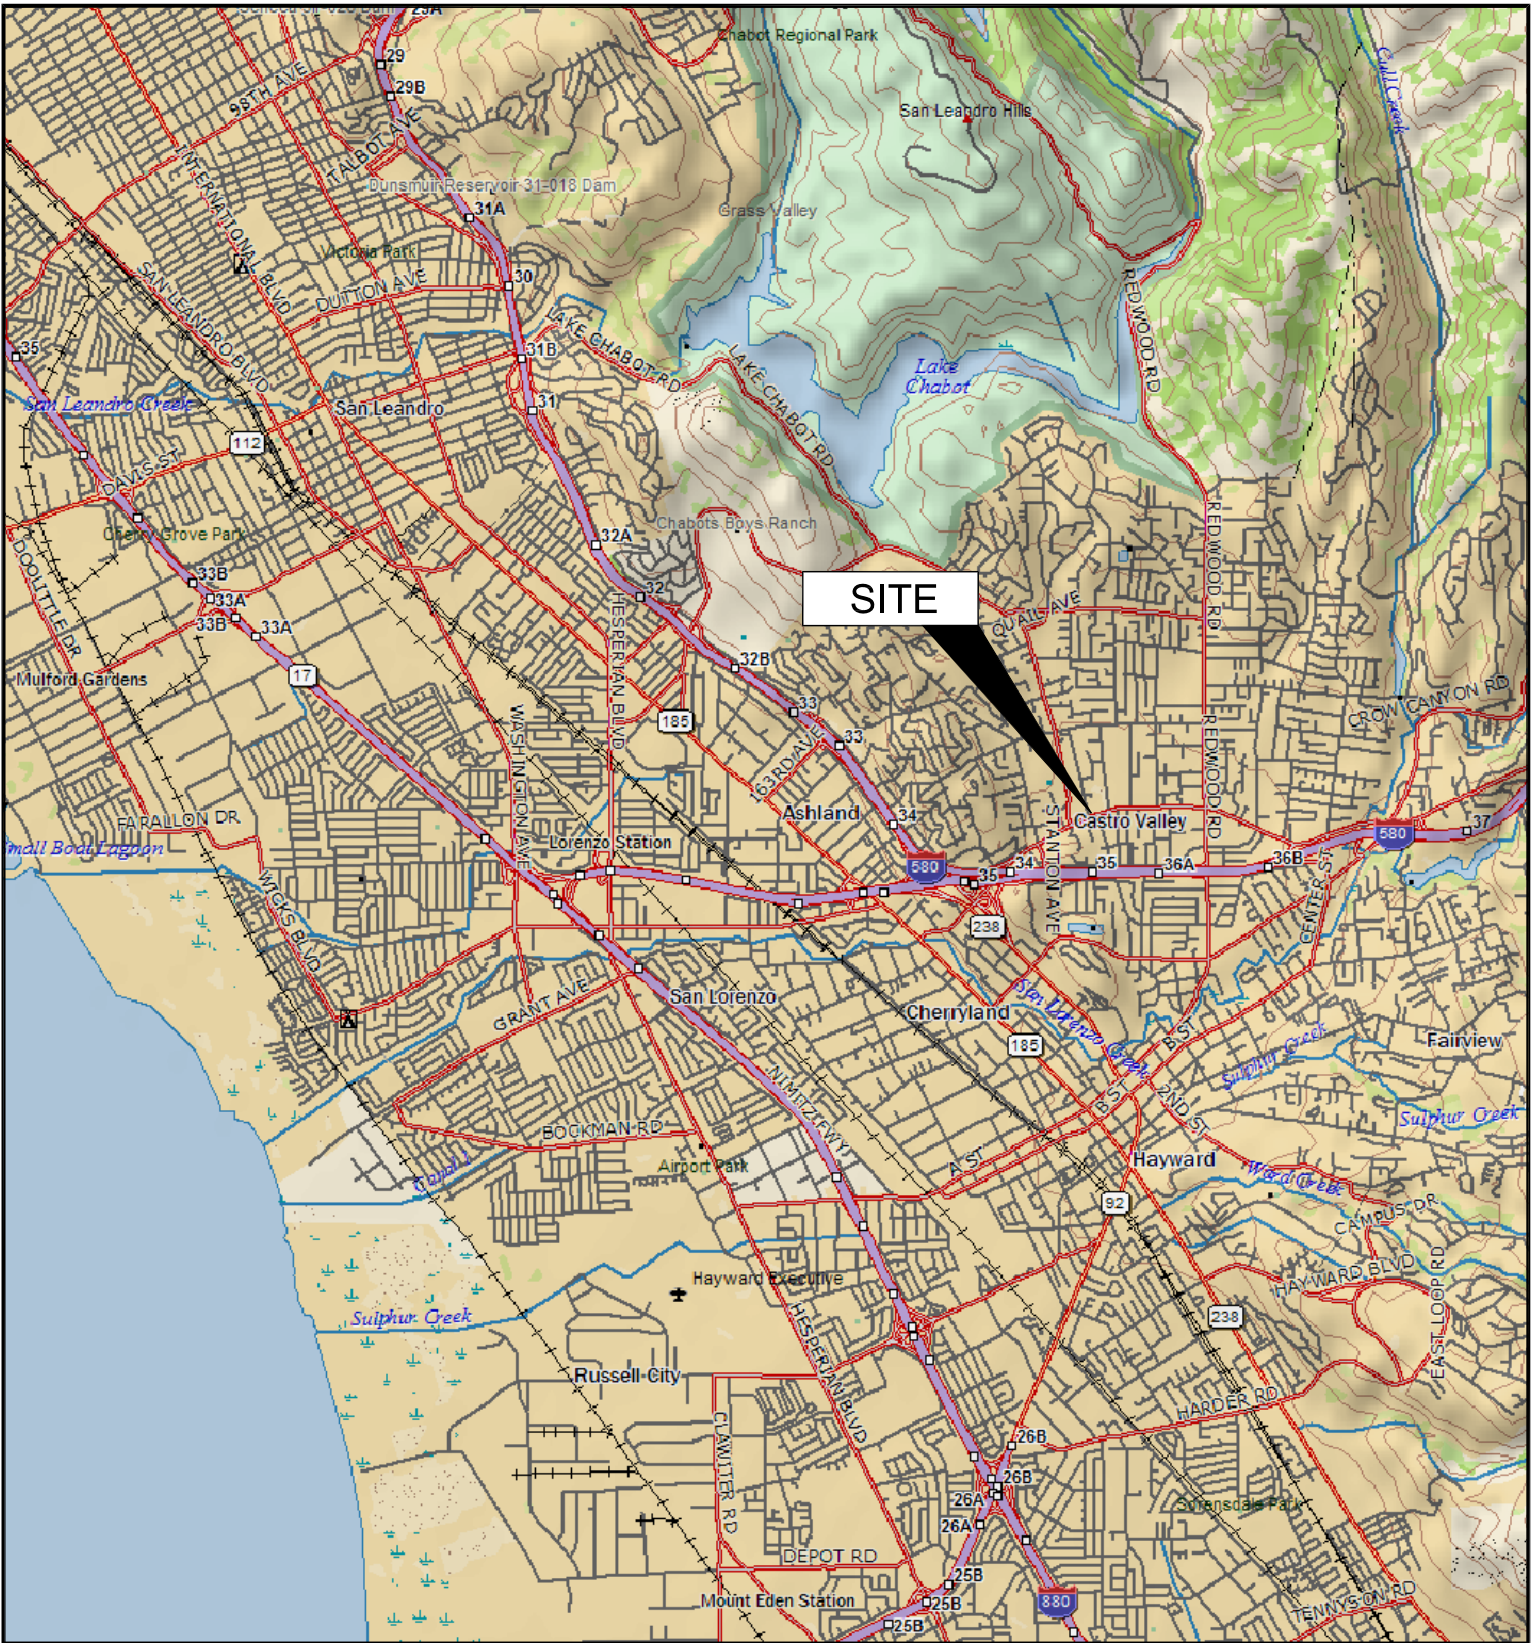 29A
Chabot Regional Park
29
29B
98TH AVE
San Leandro Hills
Cull Creek
TALBOT AVE
INTERNATIONAL BLVD
Dunsmuir Reservoir 31-018 Dam
31A
Grass Valley
Victoria Park
SAN LEANDRO BLVD
DUTTON AVE
30
REDWOOD RD
LAKE CHABOT RD
31B
35
LAKE CHABOT RD
Lake
Chabot
San Leandro Creek
San Leandro
31
112
DAVIS ST
Cherry Grove Park
Chabots Boys Ranch
32A
REDWOOD RD
DOOLITTLE DR
33B
33A
32
SITE
QUAIL AVE
33B
33A
HESPERIAN BLVD
32B
Mulford Gardens
17
CROW CANYON RD
33
185
WASHINGTON AVE
REDWOOD RD
33
163RD AVE
Ashland
34
STANTON AVE
Castro Valley
FARALLON DR
580
37
Small Boat Lagoon
Lorenzo Station
580
34
35
36A
36B
35
WICKS BLVD
CENTER ST
238
GRANT AVE
San Lorenzo
Cherryland
San Lorenzo Creek
185
B ST
Sulphur Creek
Fairview
NIMITZ FWY
B ST
2ND ST
Sulphur Creek
BOCKMAN RD
Airport Park
A ST
Hayward
Ward Creek
Canal 1
92
CAMPUS DR
Hayward Executive
HAYWARD BLVD
EAST LOOP RD
Sulphur Creek
HESPERIAN BLVD
238
Russell City
HARDER RD
CLAWITER RD
26B
26B
26A
26A
Sorensdale Park
DEPOT RD
25B
Mount Eden Station
25B
880
25B
TENNYSON RD